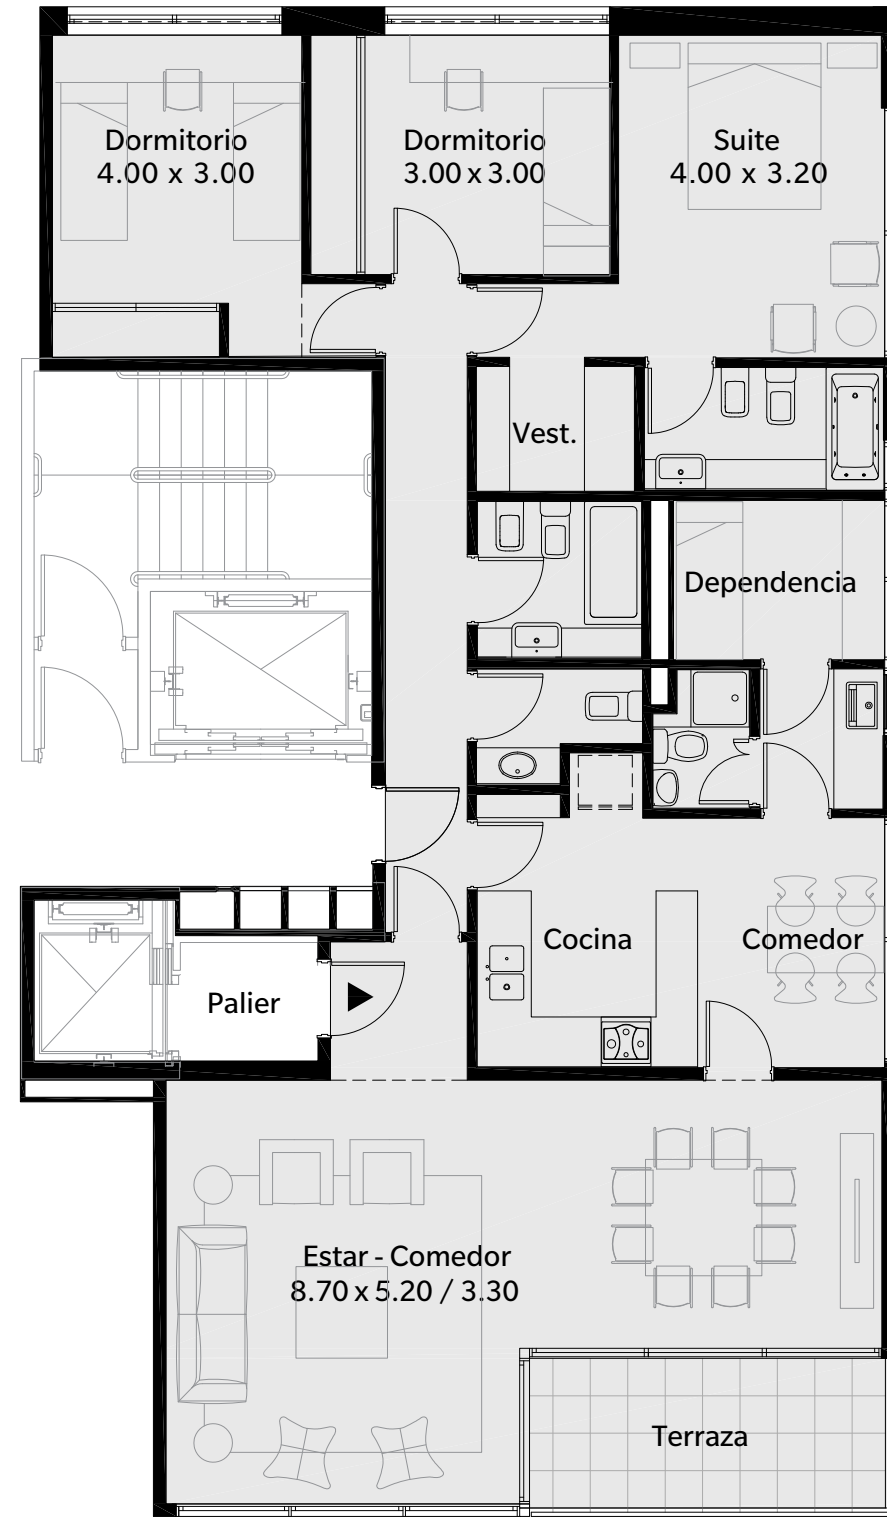 Dormitorio
4.00 x 3.00
Dormitorio
3.00 x 3.00
Suite
4.00 x 3.20
Vest.
Dependencia
Cocina
Comedor
Palier
Estar - Comedor
8.70 x 5.20 / 3.30
Terraza